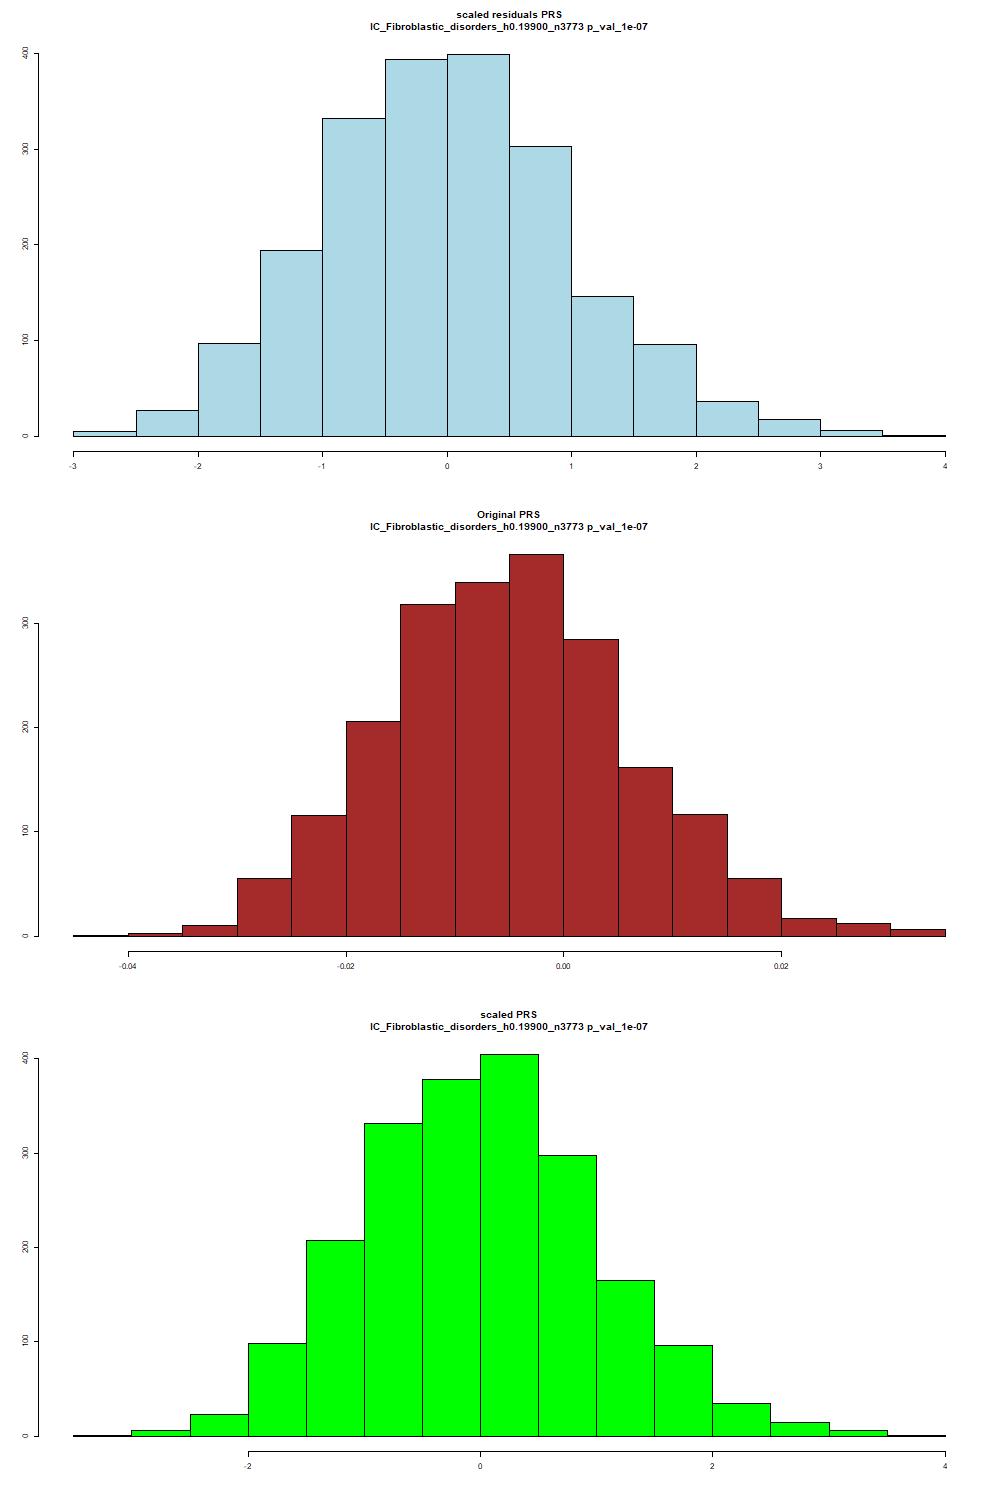 scaled residuals PRS
IC_Fibroblastic_disorders_h0.19900_n3773 p_val_1e-07
400
300
200
100
0
-3 -2 -1 0 1 2 3 4
Original PRS
IC_Fibroblastic_disorders_h0.19900_n3773 p_val_1e-07
300
200
100
0
-0.04 -0.02 0.00 0.02
scaled PRS
IC_Fibroblastic_disorders_h0.19900_n3773 p_val_1e-07
400
300
200
100
0
-2 0 2 4